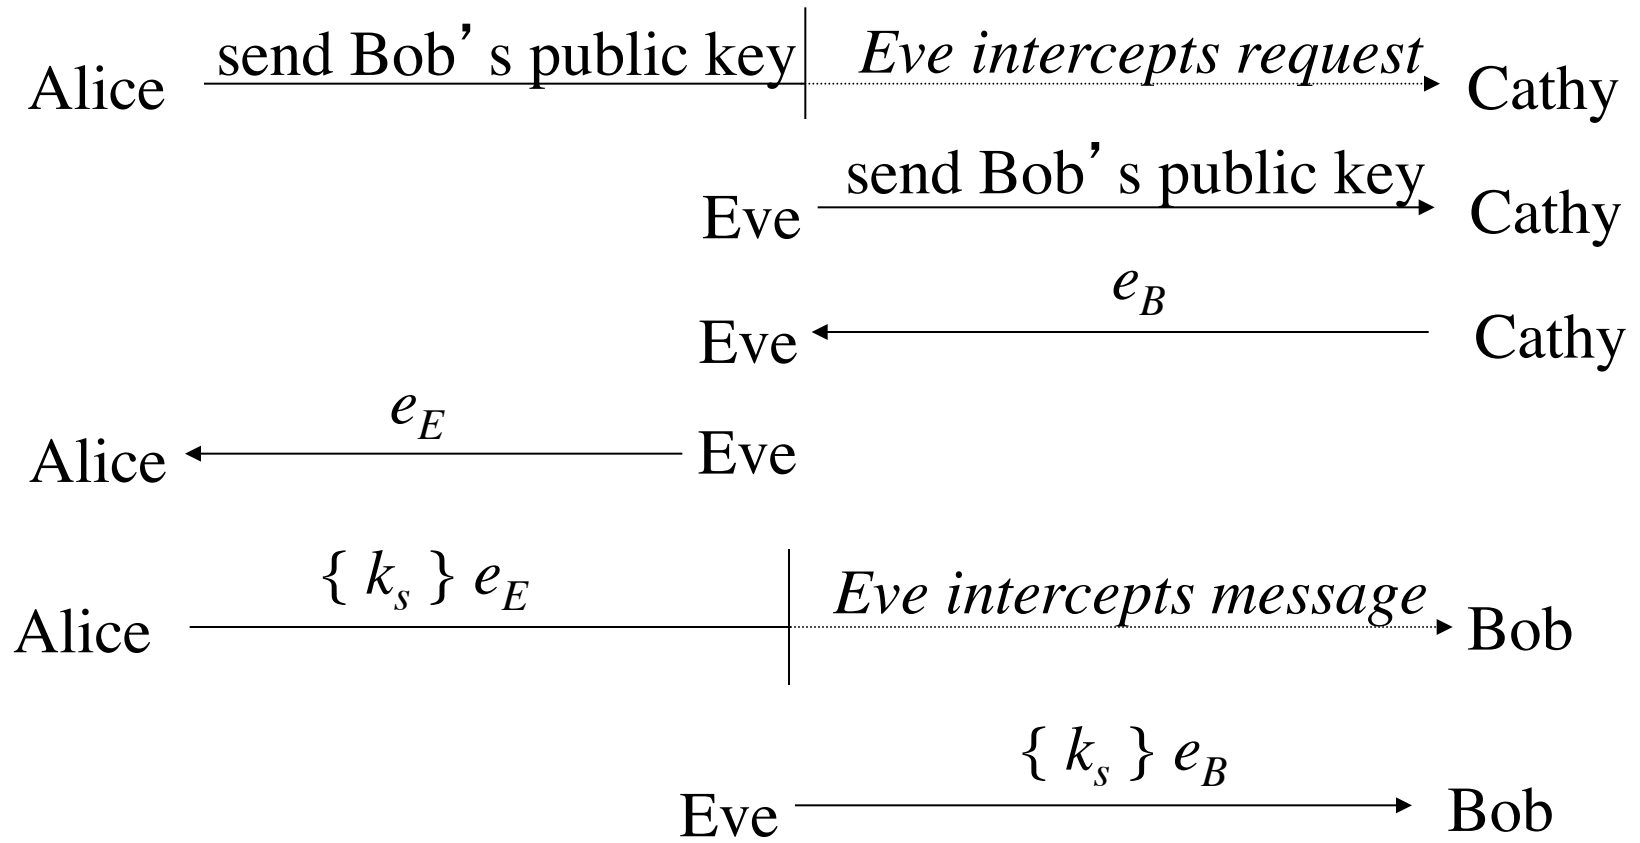 Alice send Bob’s public key Eve intercepts request Cathy
Eve send Bob’s public key Cathy
Eve e_B Cathy
Alice e_E Eve
Alice { k_s } e_E Eve intercepts message Bob
Eve { k_s } e_B Bob